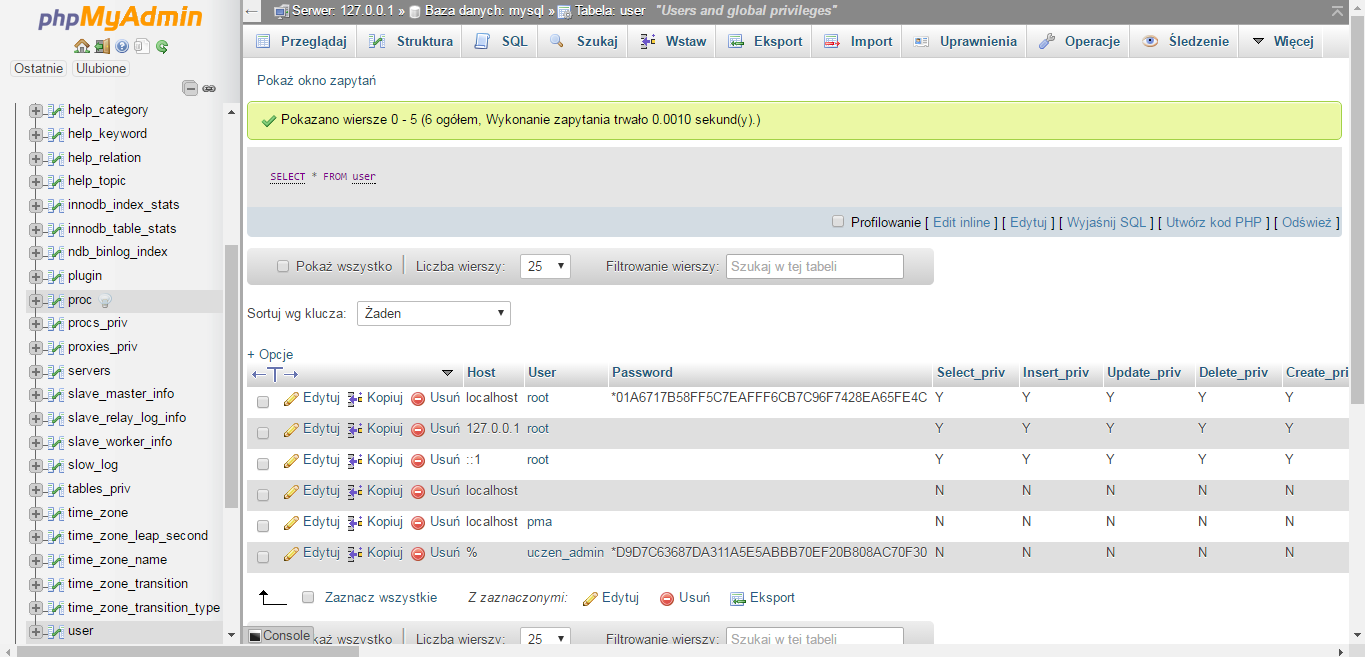 phpMyAdmin
Ostatnie Ulubione
help_category
help_keyword
help_relation
help_topic
innodb_index_stats
innodb_table_stats
ndb_binlog_index
plugin
proc
procs_priv
proxies_priv
servers
slave_master_info
slave_relay_log_info
slave_worker_info
slow_log
tables_priv
time_zone
time_zone_leap_second
time_zone_name
time_zone_transition
time_zone_transition_type
user
Serwer: 127.0.0.1 » Baza danych: mysql » Tabela: user "Users and global privileges"
Przeglądaj Struktura SQL Szukaj Wstaw Eksport Import Uprawnienia Operacje Śledzenie Więcej
Pokaż okno zapytań
Pokazano wiersze 0 - 5 (6 ogółem, Wykonanie zapytania trwało 0.0010 sekund(y).)
SELECT * FROM user
Profilowanie [ Edit inline ] [ Edytuj ] [ Wyjaśnij SQL ] [ Utwórz kod PHP ] [ Odśwież ]
Pokaż wszystko Liczba wierszy: 25 Filtrowanie wierszy: Szukaj w tej tabeli
Sortuj wg klucza: Żaden
+ Opcje
Host User Password Select_priv Insert_priv Update_priv Delete_priv Create_pri
Edytuj Kopiuj Usuń localhost root *01A6717B58FF5C7EAFFF6CB7C96F7428EA65FE4C Y Y Y Y Y
Edytuj Kopiuj Usuń 127.0.0.1 root Y Y Y Y Y
Edytuj Kopiuj Usuń ::1 root Y Y Y Y Y
Edytuj Kopiuj Usuń localhost N N N N N
Edytuj Kopiuj Usuń localhost pma N N N N N
Edytuj Kopiuj Usuń % uczen_admin *D9D7C63687DA311A5E5ABBB70EF20B808AC70F30 N N N N N
Zaznacz wszystkie Z zaznaczonymi: Edytuj Usuń Eksport
Console każ wszystko Liczba wierszy: 25 Filtrowanie wierszy: Szukaj w tej tabeli